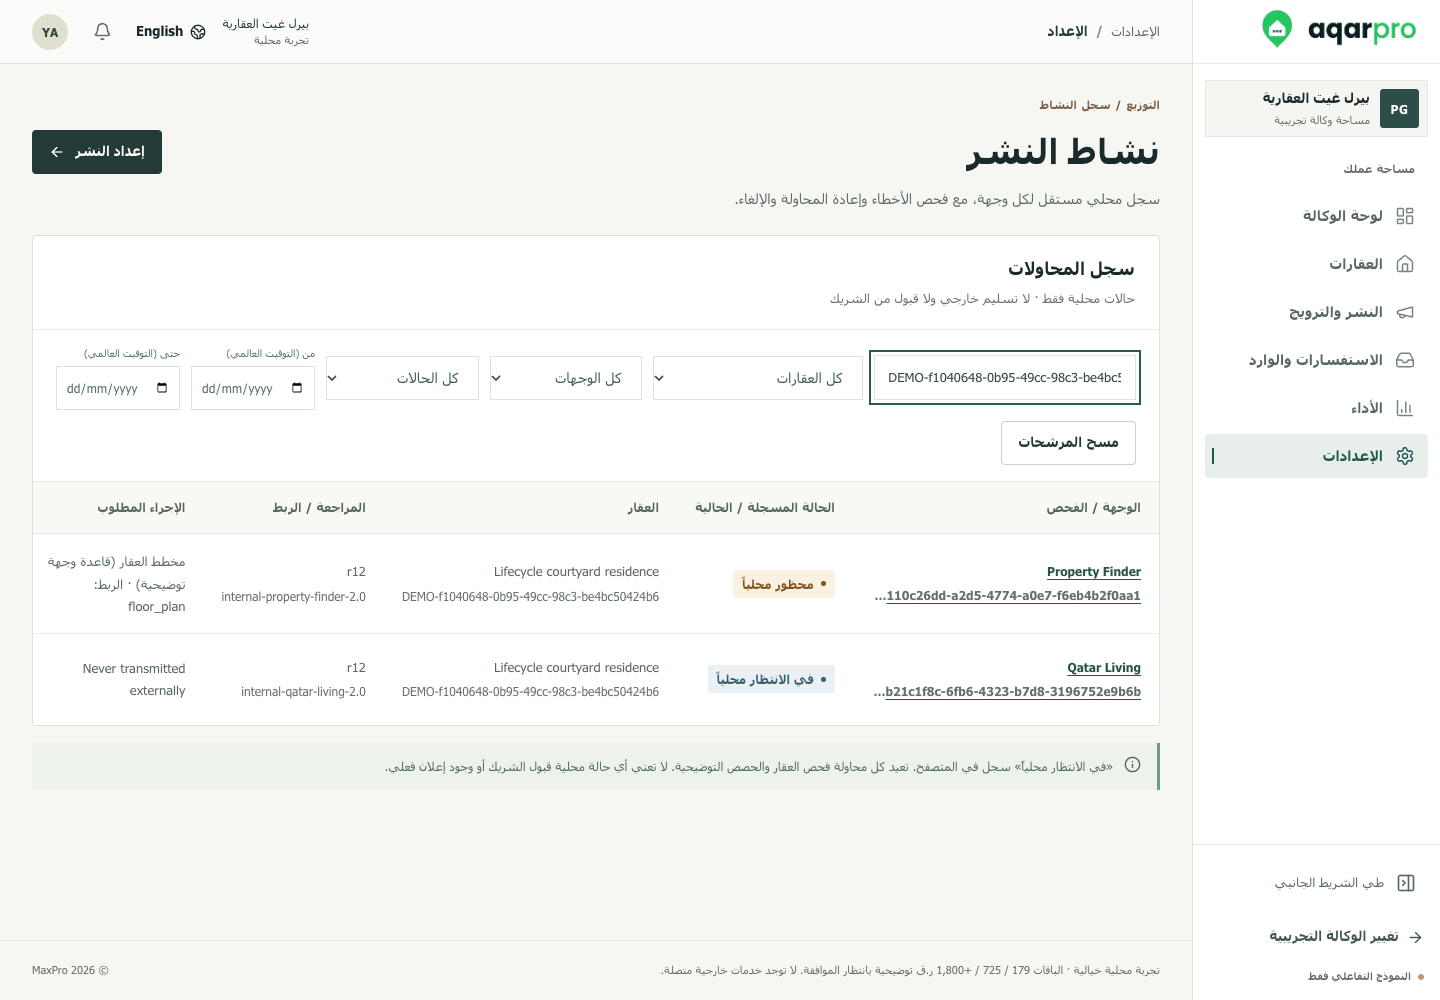 aqarpro
PG
بيرل غيت العقارية
مساحة وكالة تجريبية
مساحة عملك
لوحة الوكالة
العقارات
النشر والترويج
الاستفسارات والوارد
الأداء
الإعدادات
طي الشريط الجانبي
تغيير الوكالة التجريبية
النموذج التفاعلي فقط
الإعدادات / الإعداد
بيرل غيت العقارية
تجربة محلية
English
YA
التوزيع / سجل النشاط
نشاط النشر
إعداد النشر
سجل محلي مستقل لكل وجهة، مع فحص الأخطاء وإعادة المحاولة والإلغاء.
سجل المحاولات
حالات محلية فقط · لا تسليم خارجي ولا قبول من الشريك
DEMO-f1040648-0b95-49cc-98c3-be4bc5
كل العقارات
كل الوجهات
كل الحالات
من (التوقيت العالمي)
dd/mm/yyyy
حتى (التوقيت العالمي)
dd/mm/yyyy
مسح المرشحات
الوجهة / الفحص
الحالة المسجلة / الحالية
العقار
المراجعة / الربط
الإجراء المطلوب
Property Finder
110c26dd-a2d5-4774-a0e7-f6eb4b2f0aa1...
محظور محلياً
Lifecycle courtyard residence
DEMO-f1040648-0b95-49cc-98c3-be4bc50424b6
r12
internal-property-finder-2.0
مخطط العقار (قاعدة وجهة
توضيحية) · الربط:
floor_plan
Qatar Living
b21c1f8c-6fb6-4323-b7d8-3196752e9b6b...
في الانتظار محلياً
Lifecycle courtyard residence
DEMO-f1040648-0b95-49cc-98c3-be4bc50424b6
r12
internal-qatar-living-2.0
Never transmitted
externally
«في الانتظار محلياً» سجل في المتصفح. تعيد كل محاولة فحص العقار والحصص التوضيحية. لا تعني أي حالة محلية قبول الشريك أو وجود إعلان فعلي.
تجربة محلية خيالية · الباقات 179 / 725 / +1,800 ر.ق توضيحية بانتظار الموافقة. لا توجد خدمات خارجية متصلة.
MaxPro 2026 ©